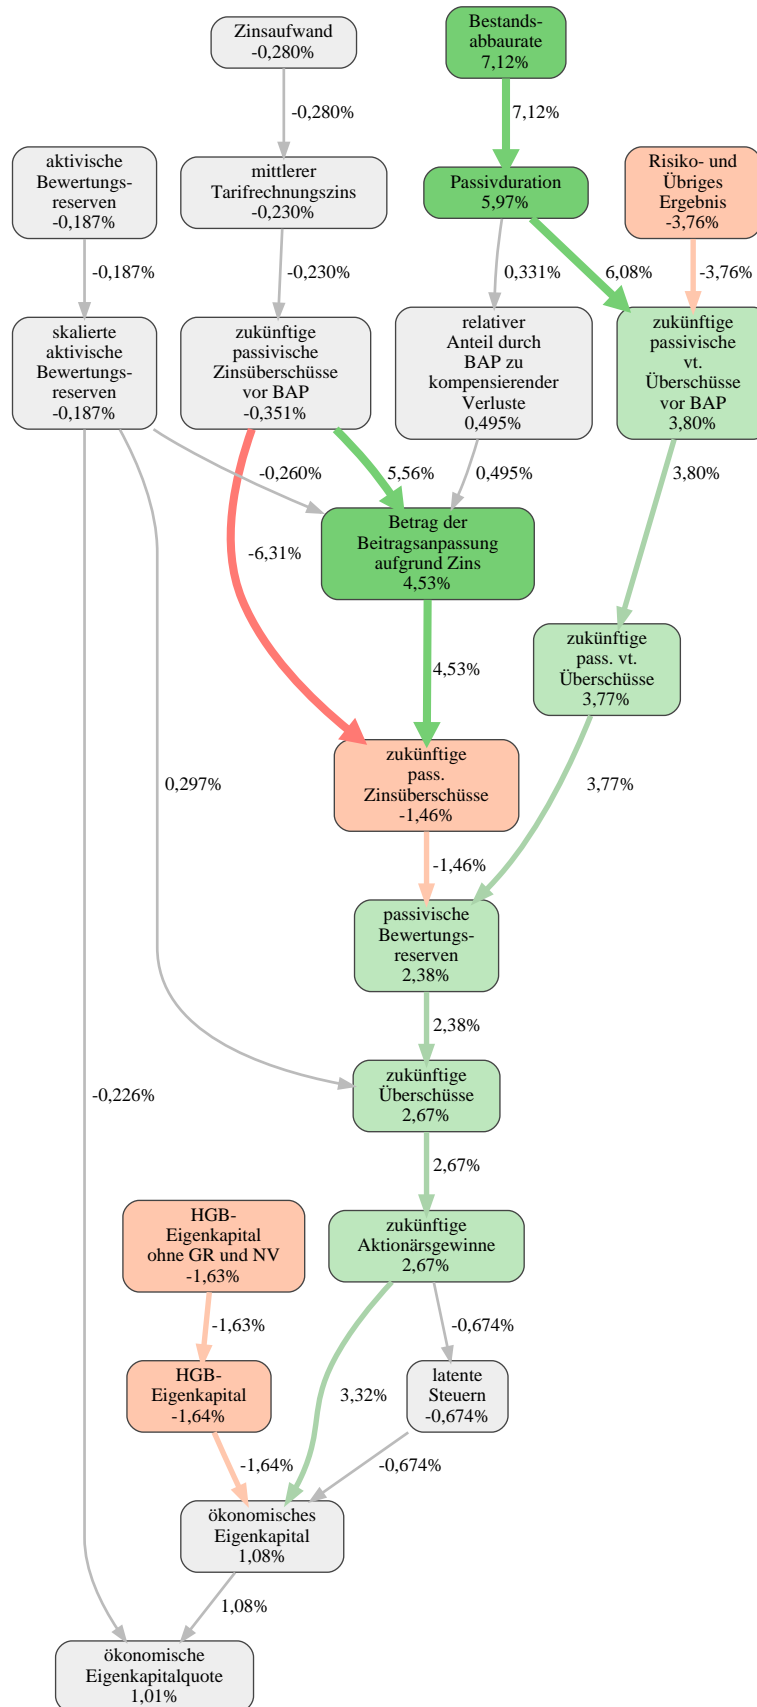 Zinsaufwand
-0,280%
Bestands-
abbaurate
7,12%
-0,280%
7,12%
aktivische
Bewertungs-
reserven
-0,187%
mittlerer
Tarifrechnungszins
-0,230%
Passivduration
5,97%
Risiko- und
Übriges
Ergebnis
-3,76%
-0,187%
-0,230%
0,331%
6,08%
-3,76%
skalierte
aktivische
Bewertungs-
reserven
-0,187%
zukünftige
passivische
Zinsüberschüsse
vor BAP
-0,351%
relativer
Anteil durch
BAP zu
kompensierender
Verluste
0,495%
zukünftige
passivische
vt.
Überschüsse
vor BAP
3,80%
-0,260%
5,56%
0,495%
3,80%
Betrag der
Beitragsanpassung
aufgrund Zins
4,53%
-6,31%
zukünftige
pass. vt.
Überschüsse
3,77%
4,53%
zukünftige
pass.
Zinsüberschüsse
-1,46%
0,297%
3,77%
-1,46%
passivische
Bewertungs-
reserven
2,38%
2,38%
zukünftige
Überschüsse
2,67%
-0,226%
2,67%
HGB-
Eigenkapital
ohne GR und NV
-1,63%
zukünftige
Aktionärsgewinne
2,67%
-1,63%
-0,674%
HGB-
Eigenkapital
-1,64%
3,32%
latente
Steuern
-0,674%
-1,64%
-0,674%
ökonomisches
Eigenkapital
1,08%
1,08%
ökonomische
Eigenkapitalquote
1,01%